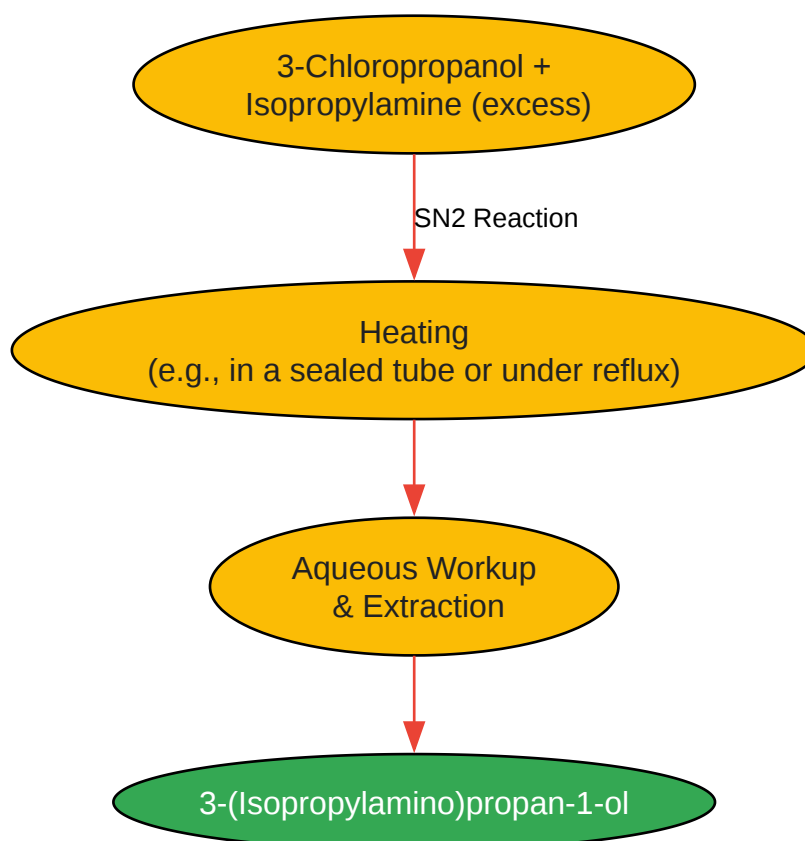 3-Chloropropanol +
Isopropylamine (excess)
SN2 Reaction
Heating
(e.g., in a sealed tube or under reflux)
Aqueous Workup
& Extraction
3-(Isopropylamino)propan-1-ol